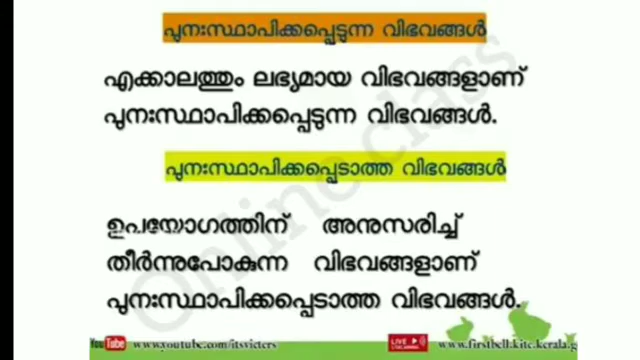 പുനഃസ്ഥാപിക്കപ്പെടുന്ന വിഭവങ്ങൾ
എക്കാലത്തും ലഭ്യമായ വിഭവങ്ങളാണ്
പുനഃസ്ഥാപിക്കപ്പെടുന്ന വിഭവങ്ങൾ.
പുനഃസ്ഥാപിക്കപ്പെടാത്ത വിഭവങ്ങൾ
ഉപയോഗത്തിന് അനുസരിച്ച്
തീർന്നുപോകുന്ന വിഭവങ്ങളാണ്
പുനഃസ്ഥാപിക്കപ്പെടാത്ത വിഭവങ്ങൾ.
Online class
YouTube www.youtube.com/itsvicters LIVE www.firstbell.kite.kerala.g